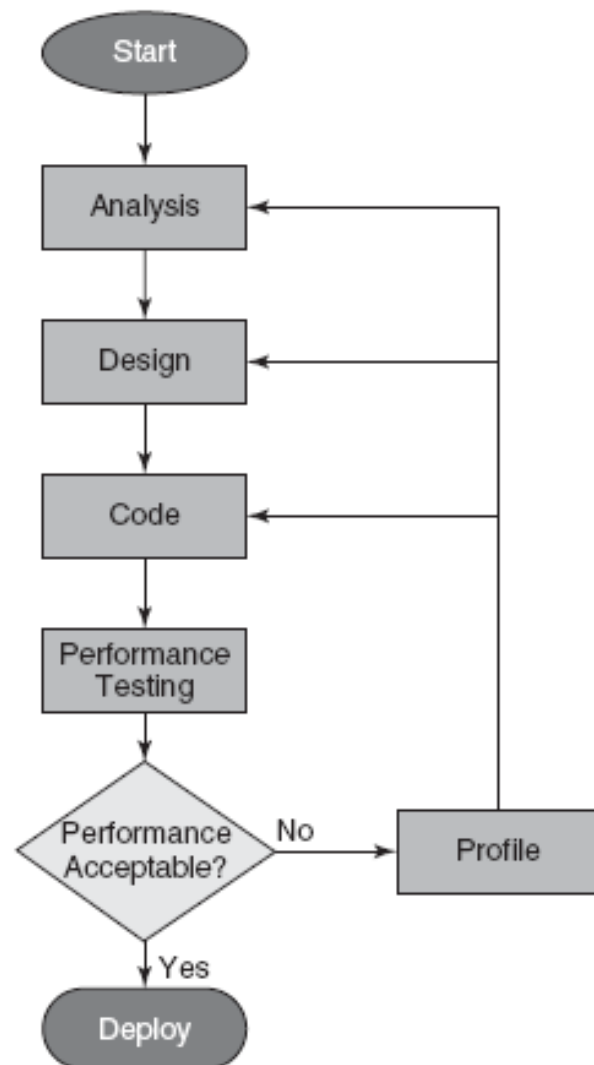 Start
Analysis
Design
Code
Performance
Testing
Performance
Acceptable?
No
Profile
Yes
Deploy